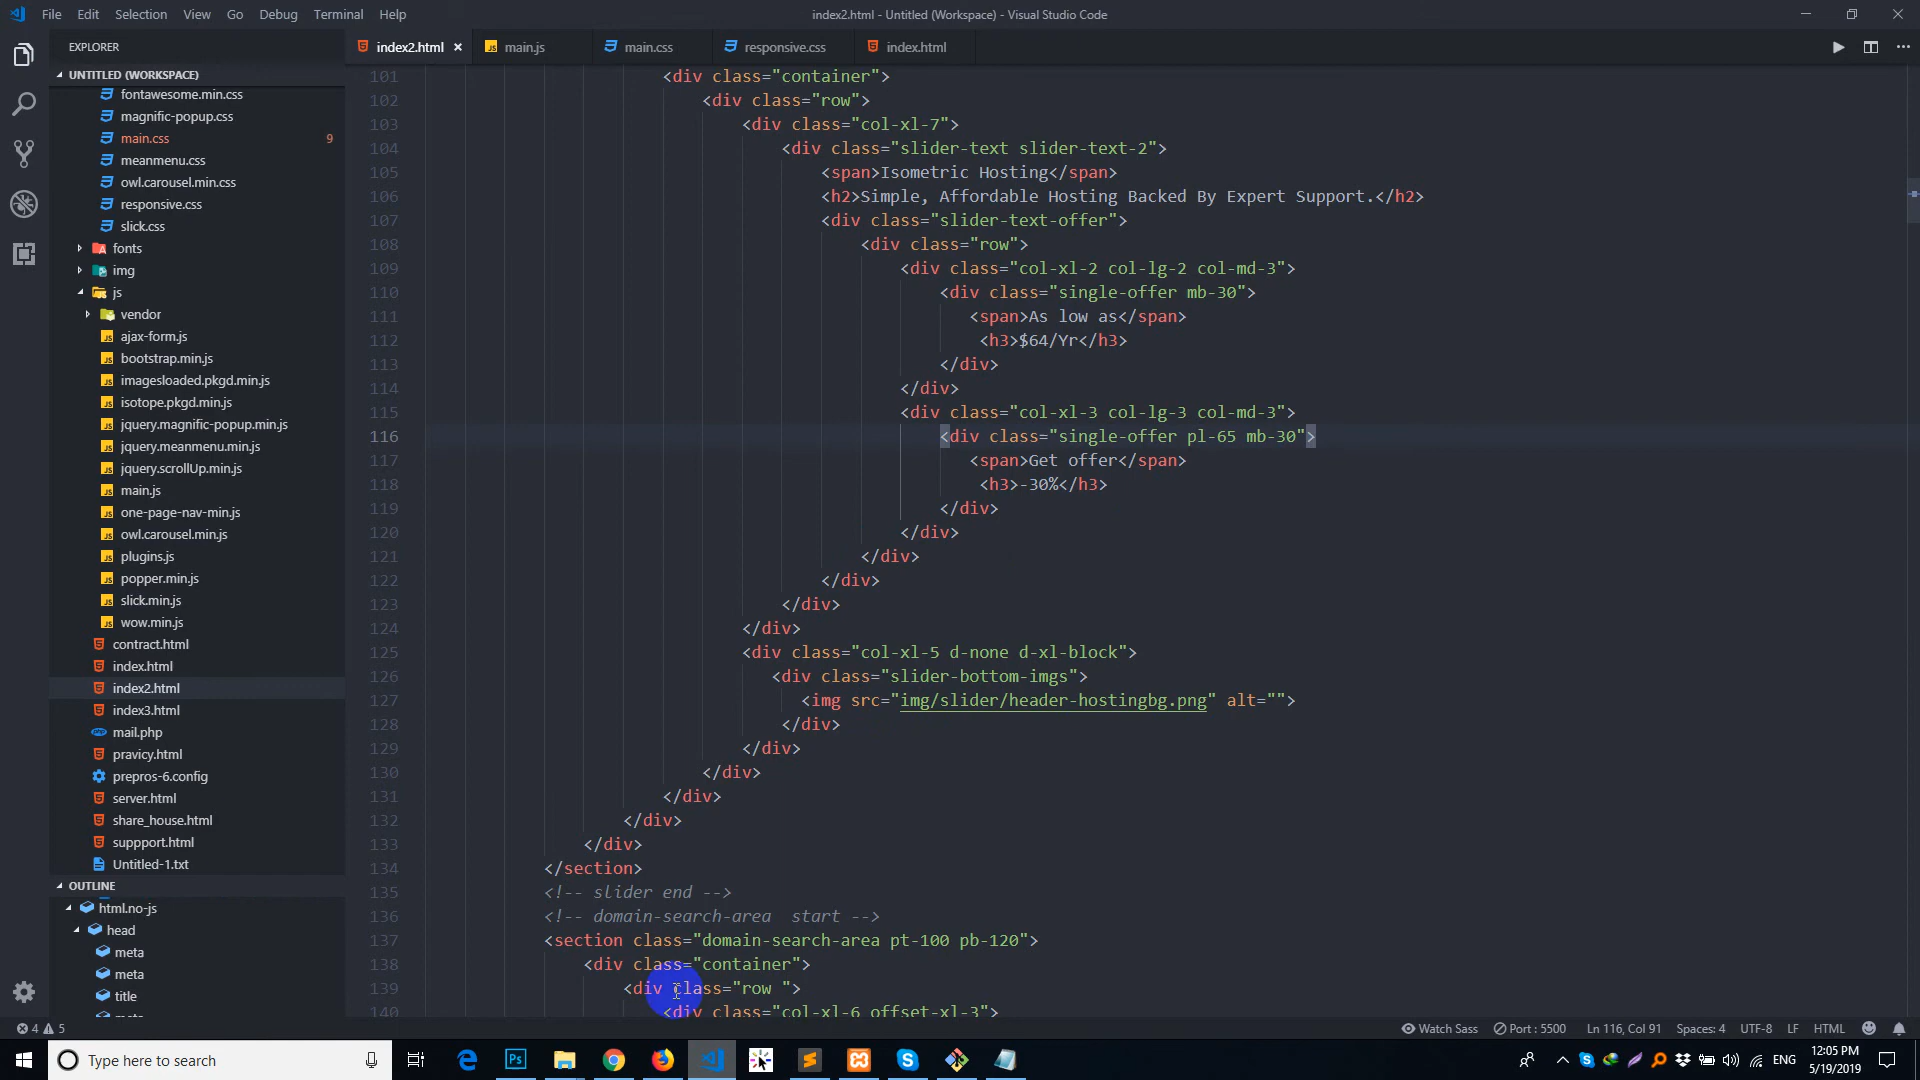 File Edit Selection View Go Debug Terminal Help
index2.html - Untitled (Workspace) - Visual Studio Code
EXPLORER
index2.html
main.js
main.css
responsive.css
index.html
UNTITLED (WORKSPACE)
fontawesome.min.css
magnific-popup.css
main.css 9
meanmenu.css
owl.carousel.min.css
responsive.css
slick.css
fonts
img
js
vendor
ajax-form.js
bootstrap.min.js
imagesloaded.pkgd.min.js
isotope.pkgd.min.js
jquery.magnific-popup.min.js
jquery.meanmenu.min.js
jquery.scrollUp.min.js
main.js
one-page-nav-min.js
owl.carousel.min.js
plugins.js
popper.min.js
slick.min.js
wow.min.js
contract.html
index.html
index2.html
index3.html
mail.php
pravicy.html
prepros-6.config
server.html
share_house.html
suppport.html
Untitled-1.txt
OUTLINE
html.no-js
head
meta
meta
title
101 <div class="container">
102 <div class="row">
103 <div class="col-xl-7">
104 <div class="slider-text slider-text-2">
105 <span>Isometric Hosting</span>
106 <h2>Simple, Affordable Hosting Backed By Expert Support.</h2>
107 <div class="slider-text-offer">
108 <div class="row">
109 <div class="col-xl-2 col-lg-2 col-md-3">
110 <div class="single-offer mb-30">
111 <span>As low as</span>
112 <h3>$64/Yr</h3>
113 </div>
114 </div>
115 <div class="col-xl-3 col-lg-3 col-md-3">
116 <div class="single-offer pl-65 mb-30">
117 <span>Get offer</span>
118 <h3>-30%</h3>
119 </div>
120 </div>
121 </div>
122 </div>
123 </div>
124 </div>
125 <div class="col-xl-5 d-none d-xl-block">
126 <div class="slider-bottom-imgs">
127 <img src="img/slider/header-hostingbg.png" alt="">
128 </div>
129 </div>
130 </div>
131 </div>
132 </div>
133 </div>
134 </section>
135 <!-- slider end -->
136 <!-- domain-search-area  start -->
137 <section class="domain-search-area pt-100 pb-120">
138 <div class="container">
139 <div class="row ">
140 <div class="col-xl-6 offset-xl-3">
4 5
Watch Sass Port : 5500 Ln 116, Col 91 Spaces: 4 UTF-8 LF HTML
Type here to search
ENG
12:05 PM
5/19/2019